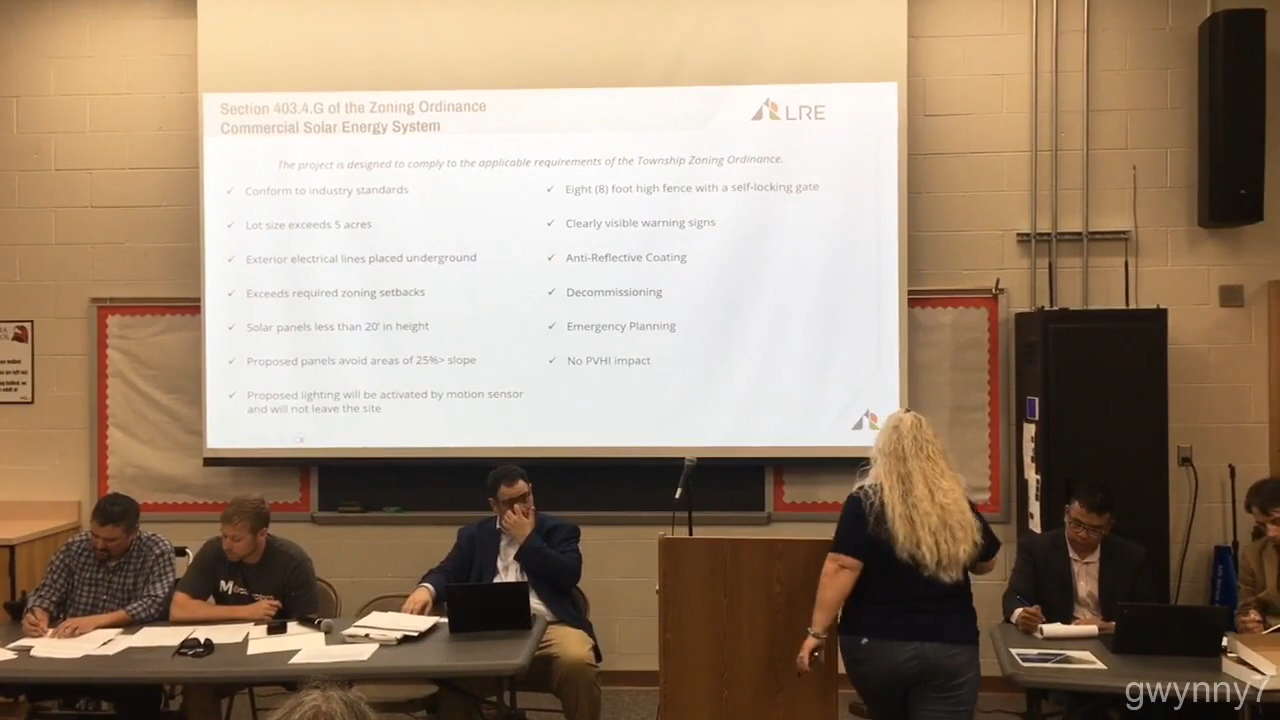 Section 403.4.G of the Zoning Ordinance
Commercial Solar Energy System
LRE
The project is designed to comply to the applicable requirements of the Township Zoning Ordinance.
✓ Conform to industry standards
✓ Lot size exceeds 5 acres
✓ Exterior electrical lines placed underground
✓ Exceeds required zoning setbacks
✓ Solar panels less than 20' in height
✓ Proposed panels avoid areas of 25%> slope
✓ Proposed lighting will be activated by motion sensor
and will not leave the site
✓ Eight (8) foot high fence with a self-locking gate
✓ Clearly visible warning signs
✓ Anti-Reflective Coating
✓ Decommissioning
✓ Emergency Planning
✓ No PVHI impact
M
gwynny7